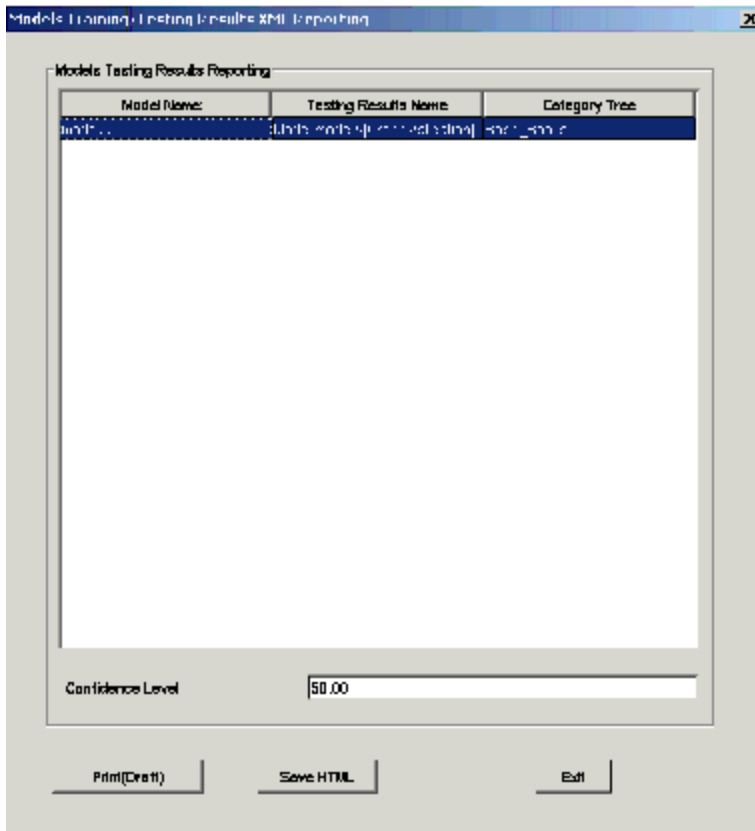 Models Training/Testing Results XML Reporting
Models Testing Results Reporting
Model Name Testing Results Name Category Tree
Confidence Level 50.00
Print(Draft) Save HTML Exit